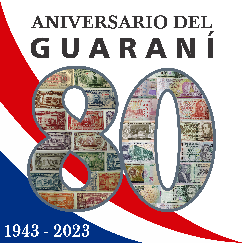 ANIVERSARIO DEL
GUARANÍ
80
1943 - 2023